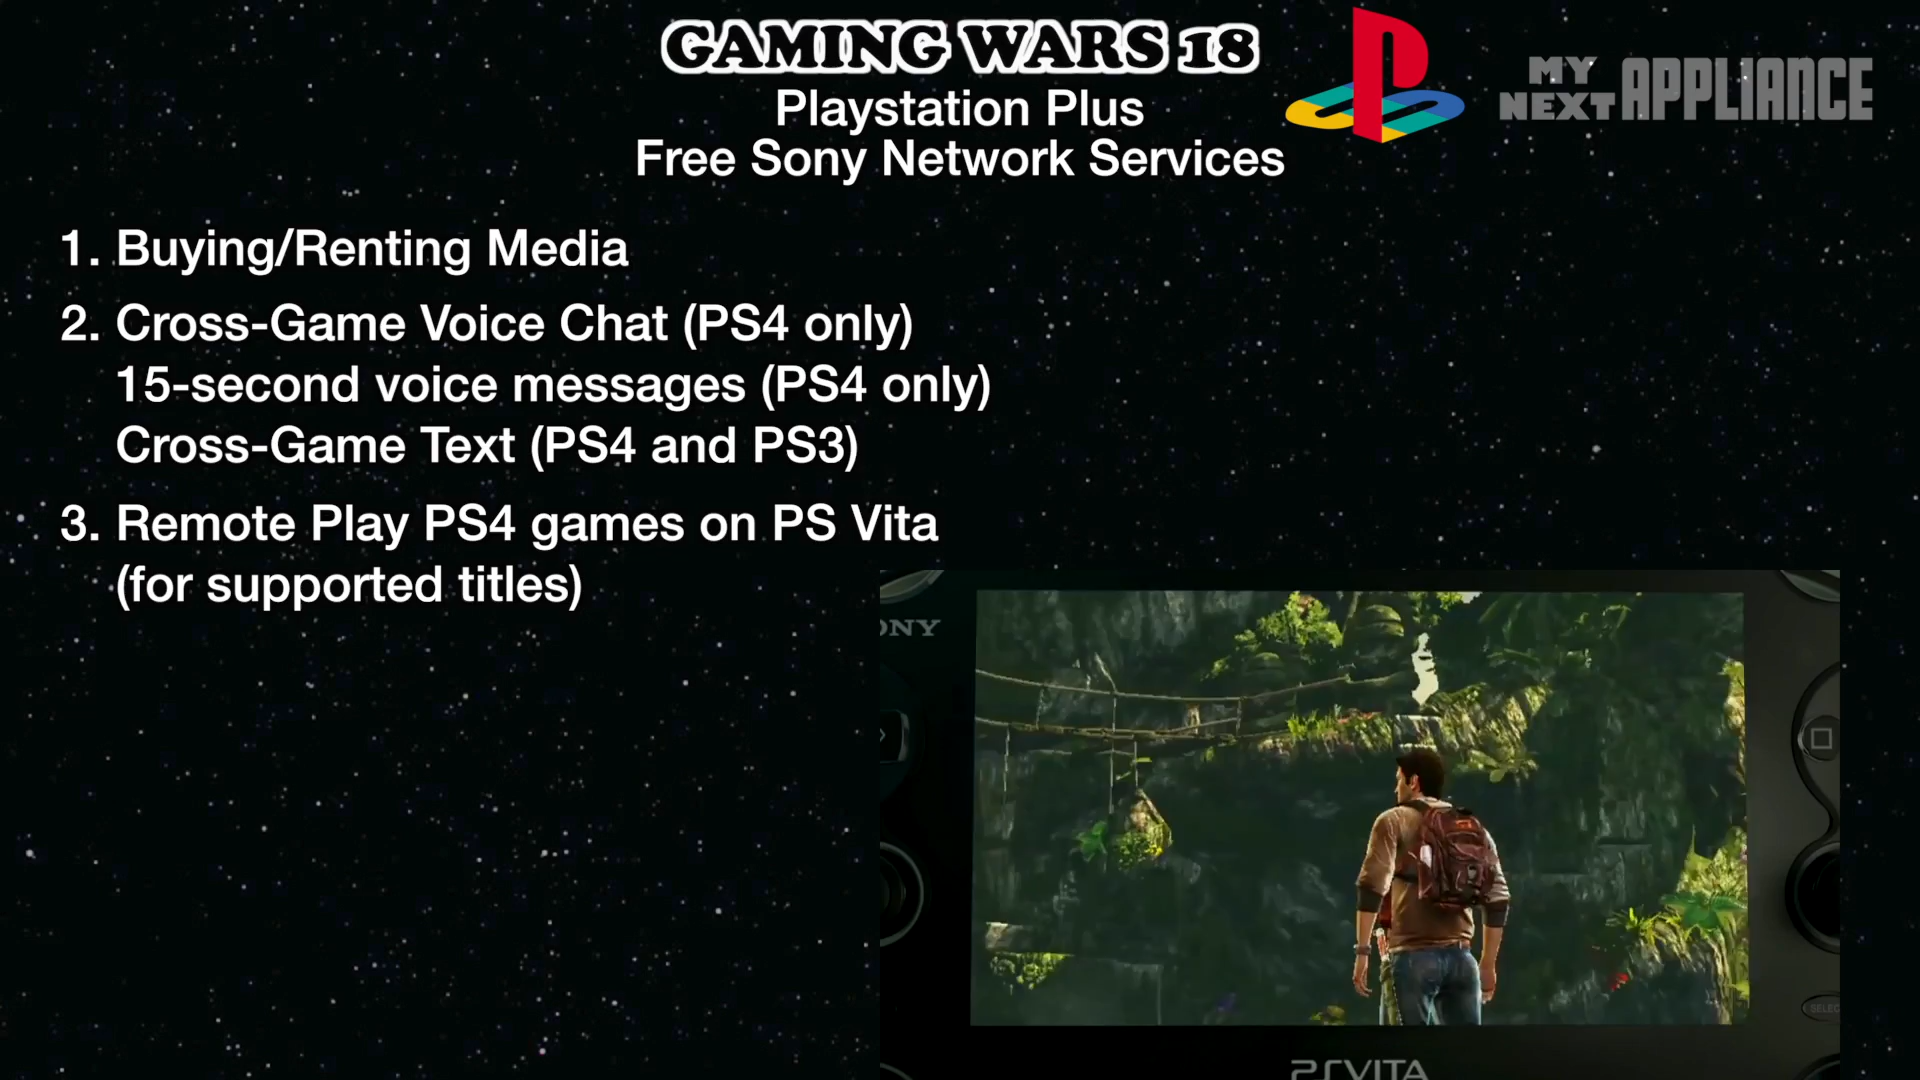 GAMING WARS 18
Playstation Plus
Free Sony Network Services
MY NEXT APPLIANCE
1. Buying/Renting Media
2. Cross-Game Voice Chat (PS4 only)
15-second voice messages (PS4 only)
Cross-Game Text (PS4 and PS3)
3. Remote Play PS4 games on PS Vita
(for supported titles)
ONY
SELEC
PSVITA